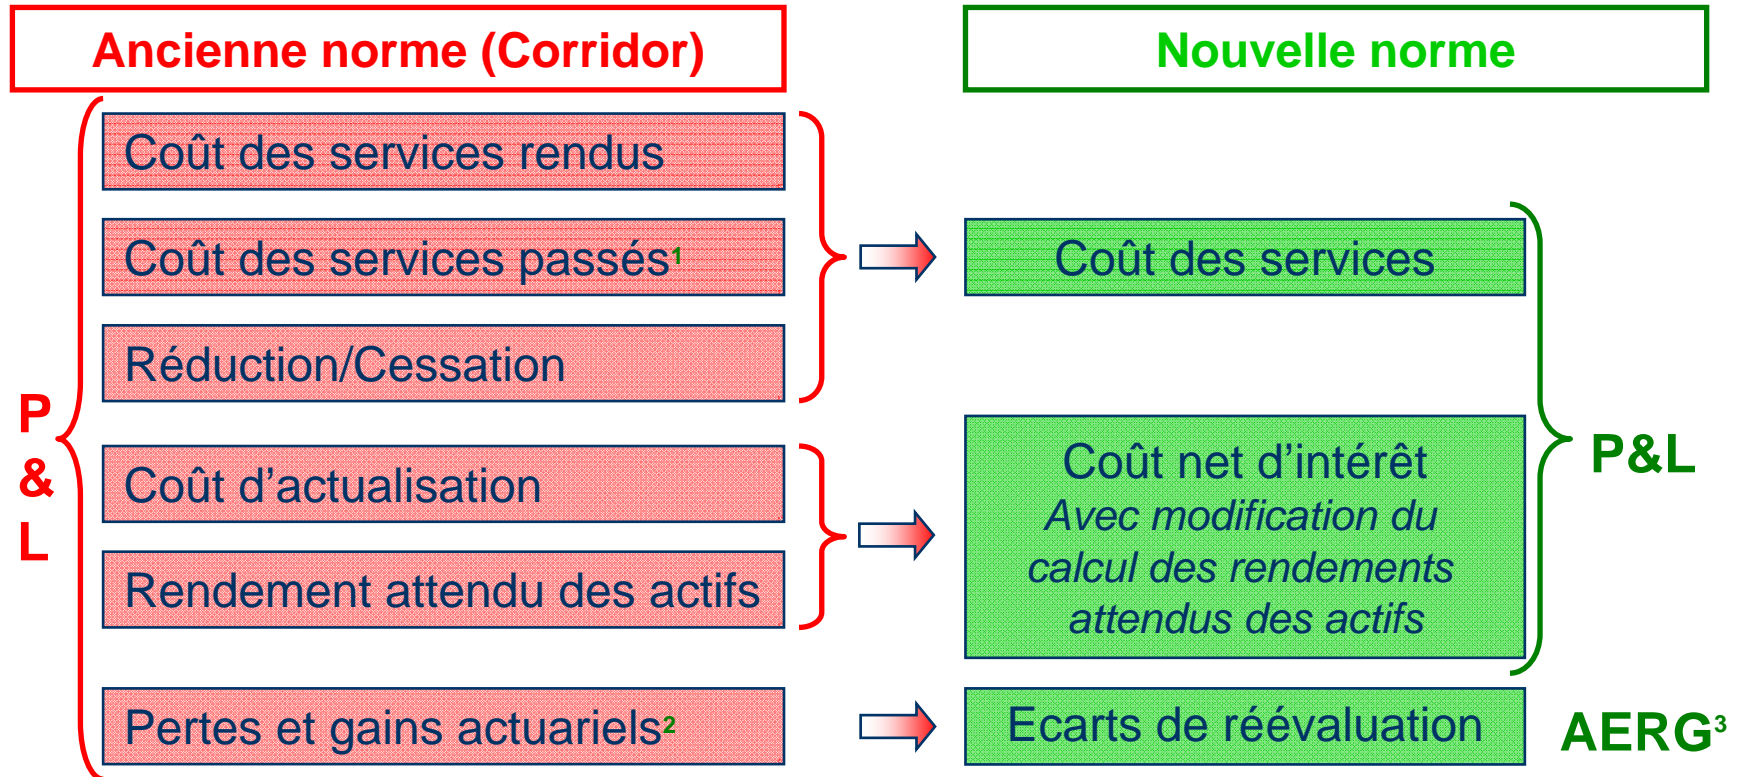 Ancienne norme (Corridor)
Nouvelle norme
P
&
L
Coût des services rendus
Coût des services passés¹
Réduction/Cessation
Coût d’actualisation
Rendement attendu des actifs
Pertes et gains actuariels²
Coût des services
Coût net d’intérêt
Avec modification du
calcul des rendements
attendus des actifs
Ecarts de réévaluation
P&L
AERG³